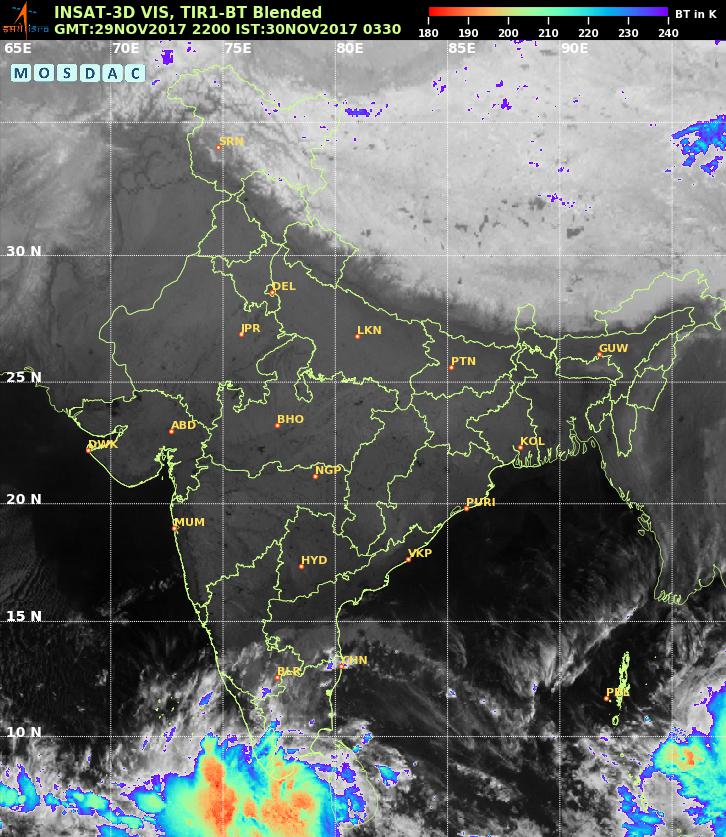 INSAT-3D VIS, TIR1-BT Blended
GMT:29NOV2017 2200 IST:30NOV2017 0330
BT in K
180 190 200 210 220 230 240
65E 70E 75E 80E 85E 90E
MOSDAC
SRN
30 N
DEL
JPR LKN
GUW
PTN
25 N
ABD BHO
DWK KOL
NGP
20 N PURI
MUM
VKP
HYD
15 N
CHN
BLR
PBL
10 N